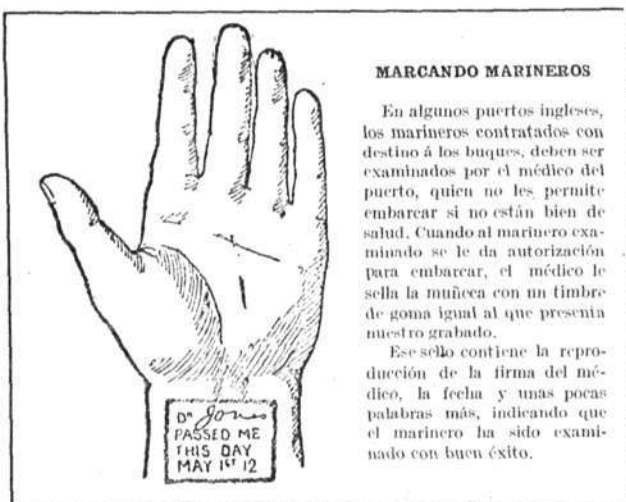 MARCANDO MARINEROS
En algunos puertos ingleses,
los marineros contratados con
destino á los buques, deben ser
examinados por el médico del
puerto, quien no les permite
embarcar si no están bien de
salud. Cuando al marinero exa-
minado se le da autorización
para embarcar, el médico le
sella la muñeca con un timbre
de goma igual al que presenta
nuestro grabado.
Ese sello contiene la repro-
ducción de la firma del mé-
dico, la fecha y unas pocas
palabras más, indicando que
el marinero ha sido exami-
nado con buen éxito.
DR Jones
PASSED ME
THIS DAY
MAY 1ST 12